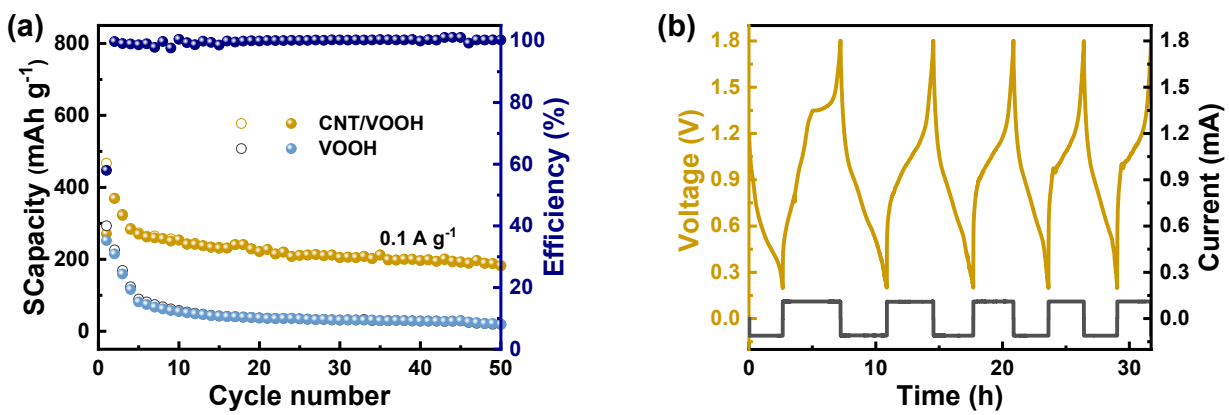 (a)
SCapacity (mAh g-1)
800
600
400
200
0
CNT/VOOH
VOOH
0.1 A g-1
100
80
60
40
20
0
Efficiency (%)
0 10 20 30 40 50
Cycle number
(b)
Voltage (V)
1.8
1.5
1.2
0.9
0.6
0.3
0.0
1.8
1.5
1.2
0.9
0.6
0.3
0.0
Current (mA)
0 10 20 30
Time (h)